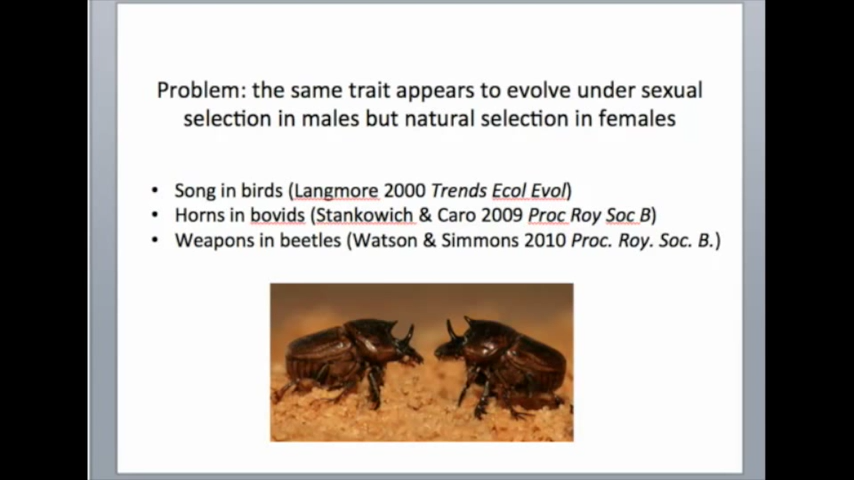 Problem: the same trait appears to evolve under sexual
selection in males but natural selection in females
• Song in birds (Langmore 2000 Trends Ecol Evol)
• Horns in bovids (Stankowich & Caro 2009 Proc Roy Soc B)
• Weapons in beetles (Watson & Simmons 2010 Proc. Roy. Soc. B.)